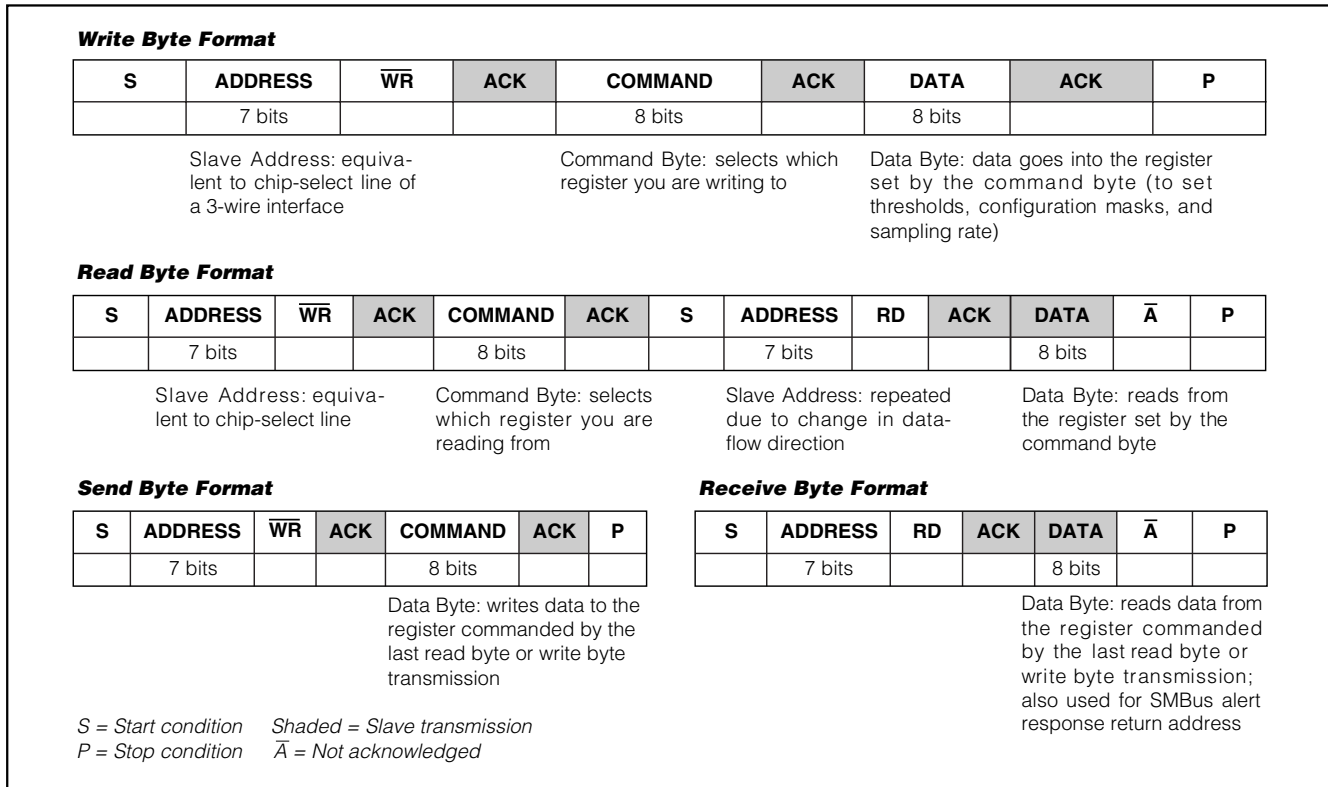 Write Byte Format
S ADDRESS W̅R̅ ACK COMMAND ACK DATA ACK P
7 bits 8 bits 8 bits
Slave Address: equiva-
lent to chip-select line of
a 3-wire interface
Command Byte: selects which
register you are writing to
Data Byte: data goes into the register
set by the command byte (to set
thresholds, configuration masks, and
sampling rate)
Read Byte Format
S ADDRESS W̅R̅ ACK COMMAND ACK S ADDRESS RD ACK DATA A̅ P
7 bits 8 bits 7 bits 8 bits
Slave Address: equiva-
lent to chip-select line
Command Byte: selects
which register you are
reading from
Slave Address: repeated
due to change in data-
flow direction
Data Byte: reads from
the register set by the
command byte
Send Byte Format
S ADDRESS W̅R̅ ACK COMMAND ACK P
7 bits 8 bits
Data Byte: writes data to the
register commanded by the
last read byte or write byte
transmission
Receive Byte Format
S ADDRESS RD ACK DATA A̅ P
7 bits 8 bits
Data Byte: reads data from
the register commanded
by the last read byte or
write byte transmission;
also used for SMBus alert
response return address
S = Start condition Shaded = Slave transmission
P = Stop condition A̅ = Not acknowledged